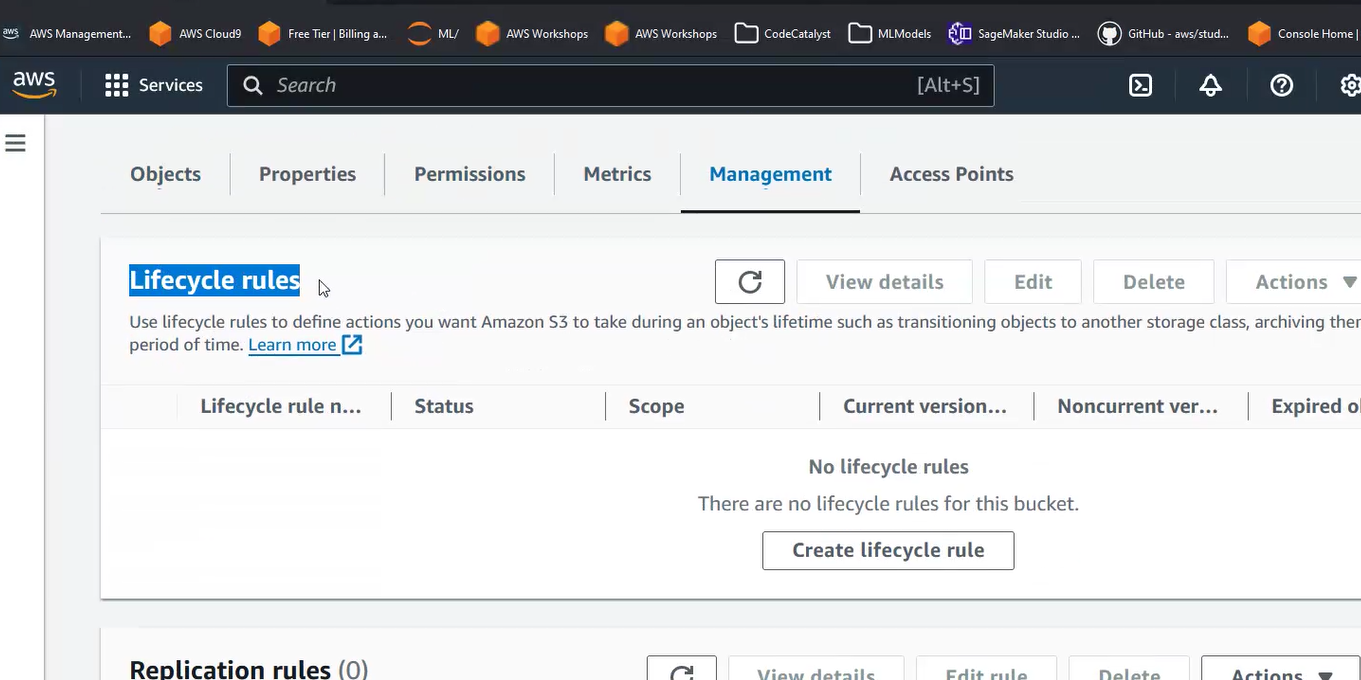 aws AWS Management... AWS Cloud9 Free Tier | Billing a... ML/ AWS Workshops AWS Workshops CodeCatalyst MLModels SageMaker Studio ... GitHub - aws/stud... Console Home |
aws Services Search [Alt+S]
Objects Properties Permissions Metrics Management Access Points
Lifecycle rules View details Edit Delete Actions
Use lifecycle rules to define actions you want Amazon S3 to take during an object's lifetime such as transitioning objects to another storage class, archiving
period of time. Learn more
Lifecycle rule n... Status Scope Current version... Noncurrent ver... Expired
No lifecycle rules
There are no lifecycle rules for this bucket.
Create lifecycle rule
Replication rules (0) View details Edit rule Delete Actions